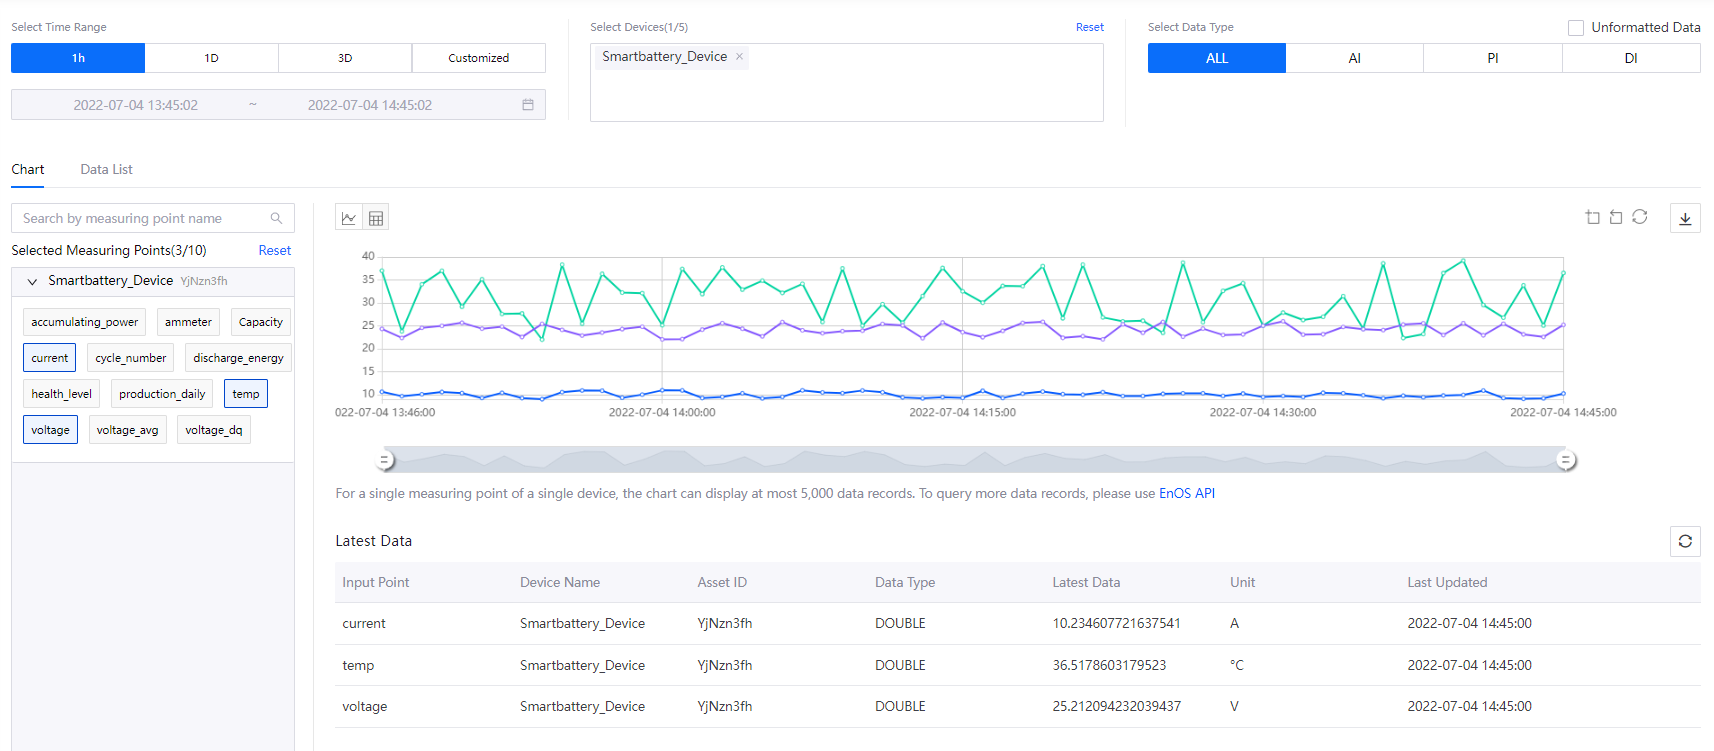 Select Time Range
1h 1D 3D Customized
2022-07-04 13:45:02 ~ 2022-07-04 14:45:02
Select Devices(1/5) Reset
Smartbattery_Device ×
Select Data Type Unformatted Data
ALL AI PI DI
Chart Data List
Search by measuring point name
Selected Measuring Points(3/10) Reset
Smartbattery_Device YjNzn3fh
accumulating_power ammeter Capacity
current cycle_number discharge_energy
health_level production_daily temp
voltage voltage_avg voltage_dq
40
35
30
25
20
15
10
022-07-04 13:46:00 2022-07-04 14:00:00 2022-07-04 14:15:00 2022-07-04 14:30:00 2022-07-04 14:45:00
For a single measuring point of a single device, the chart can display at most 5,000 data records. To query more data records, please use EnOS API
Latest Data
Input Point Device Name Asset ID Data Type Latest Data Unit Last Updated
current Smartbattery_Device YjNzn3fh DOUBLE 10.234607721637541 A 2022-07-04 14:45:00
temp Smartbattery_Device YjNzn3fh DOUBLE 36.5178603179523 °C 2022-07-04 14:45:00
voltage Smartbattery_Device YjNzn3fh DOUBLE 25.212094232039437 V 2022-07-04 14:45:00